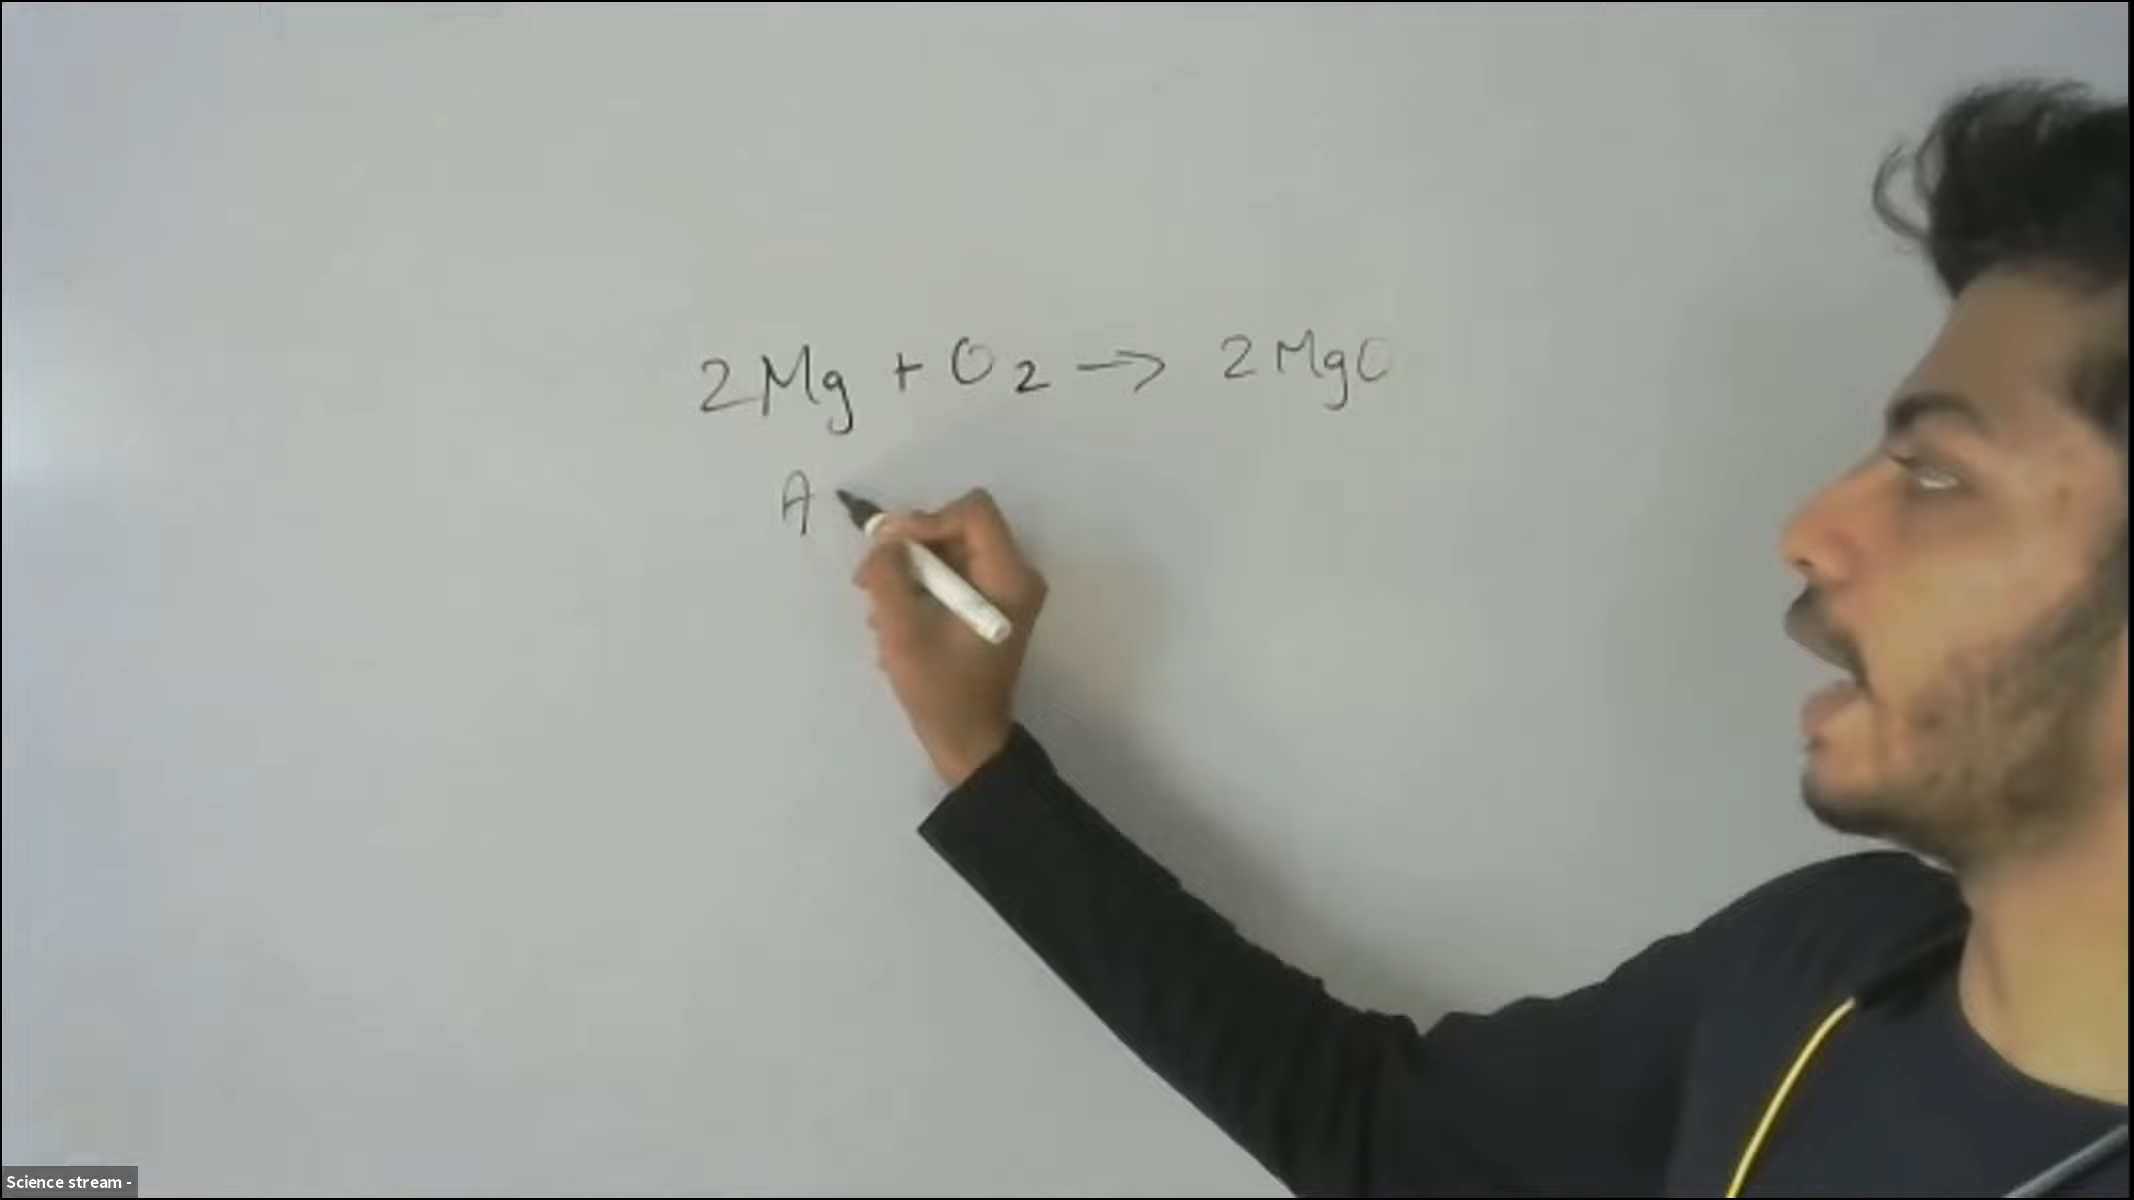 2Mg + O2 → 2MgO
A
Science stream -